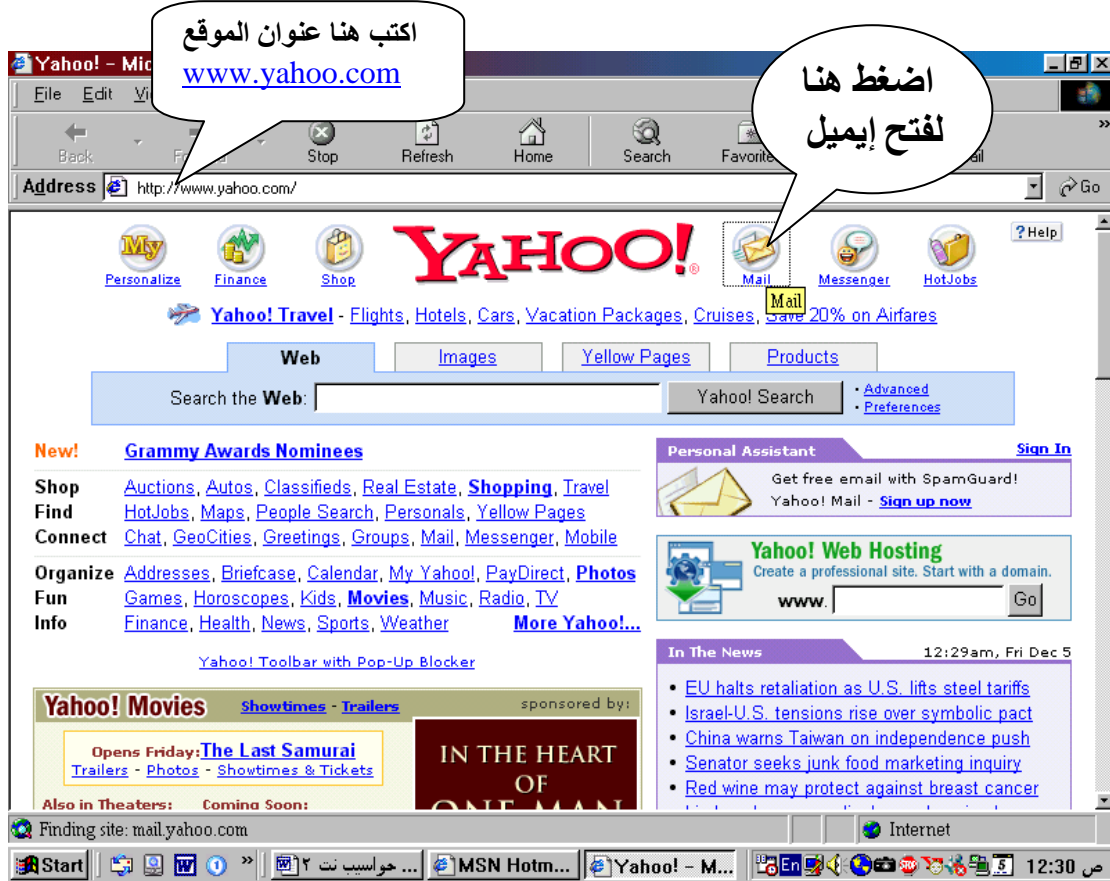 اكتب هنا عنوان الموقع
www.yahoo.com
اضغط هنا
لفتح إيميل
Yahoo! - Mic
File Edit
Back
Stop Refresh Home Search
Address http://www.yahoo.com/ Go
My
Personalize Finance Shop YAHOO! ® Mail Messenger HotJobs ?Help
Mail
Yahoo! Travel - Flights, Hotels, Cars, Vacation Packages, Cruises, Save 20% on Airfares
Web Images Yellow Pages Products
Search the Web: Yahoo! Search · Advanced
· Preferences
New! Grammy Awards Nominees
Shop Auctions, Autos, Classifieds, Real Estate, Shopping, Travel
Find HotJobs, Maps, People Search, Personals, Yellow Pages
Connect Chat, GeoCities, Greetings, Groups, Mail, Messenger, Mobile
Organize Addresses, Briefcase, Calendar, My Yahoo!, PayDirect, Photos
Fun Games, Horoscopes, Kids, Movies, Music, Radio, TV
Info Finance, Health, News, Sports, Weather More Yahoo!...
Yahoo! Toolbar with Pop-Up Blocker
Yahoo! Movies Showtimes - Trailers sponsored by:
Opens Friday: The Last Samurai
Trailers - Photos - Showtimes & Tickets
Also in Theaters: Coming Soon:
IN THE HEART
OF
ONE MAN
Personal Assistant Sign In
Get free email with SpamGuard!
Yahoo! Mail - Sign up now
Yahoo! Web Hosting
Create a professional site. Start with a domain.
www. Go
In The News 12:29am, Fri Dec 5
• EU halts retaliation as U.S. lifts steel tariffs
• Israel-U.S. tensions rise over symbolic pact
• China warns Taiwan on independence push
• Senator seeks junk food marketing inquiry
• Red wine may protect against breast cancer
Finding site: mail.yahoo.com Internet
Start » حواسيب نت ٢ ... MSN Hotm... Yahoo! - M... En 5 12:30 ص